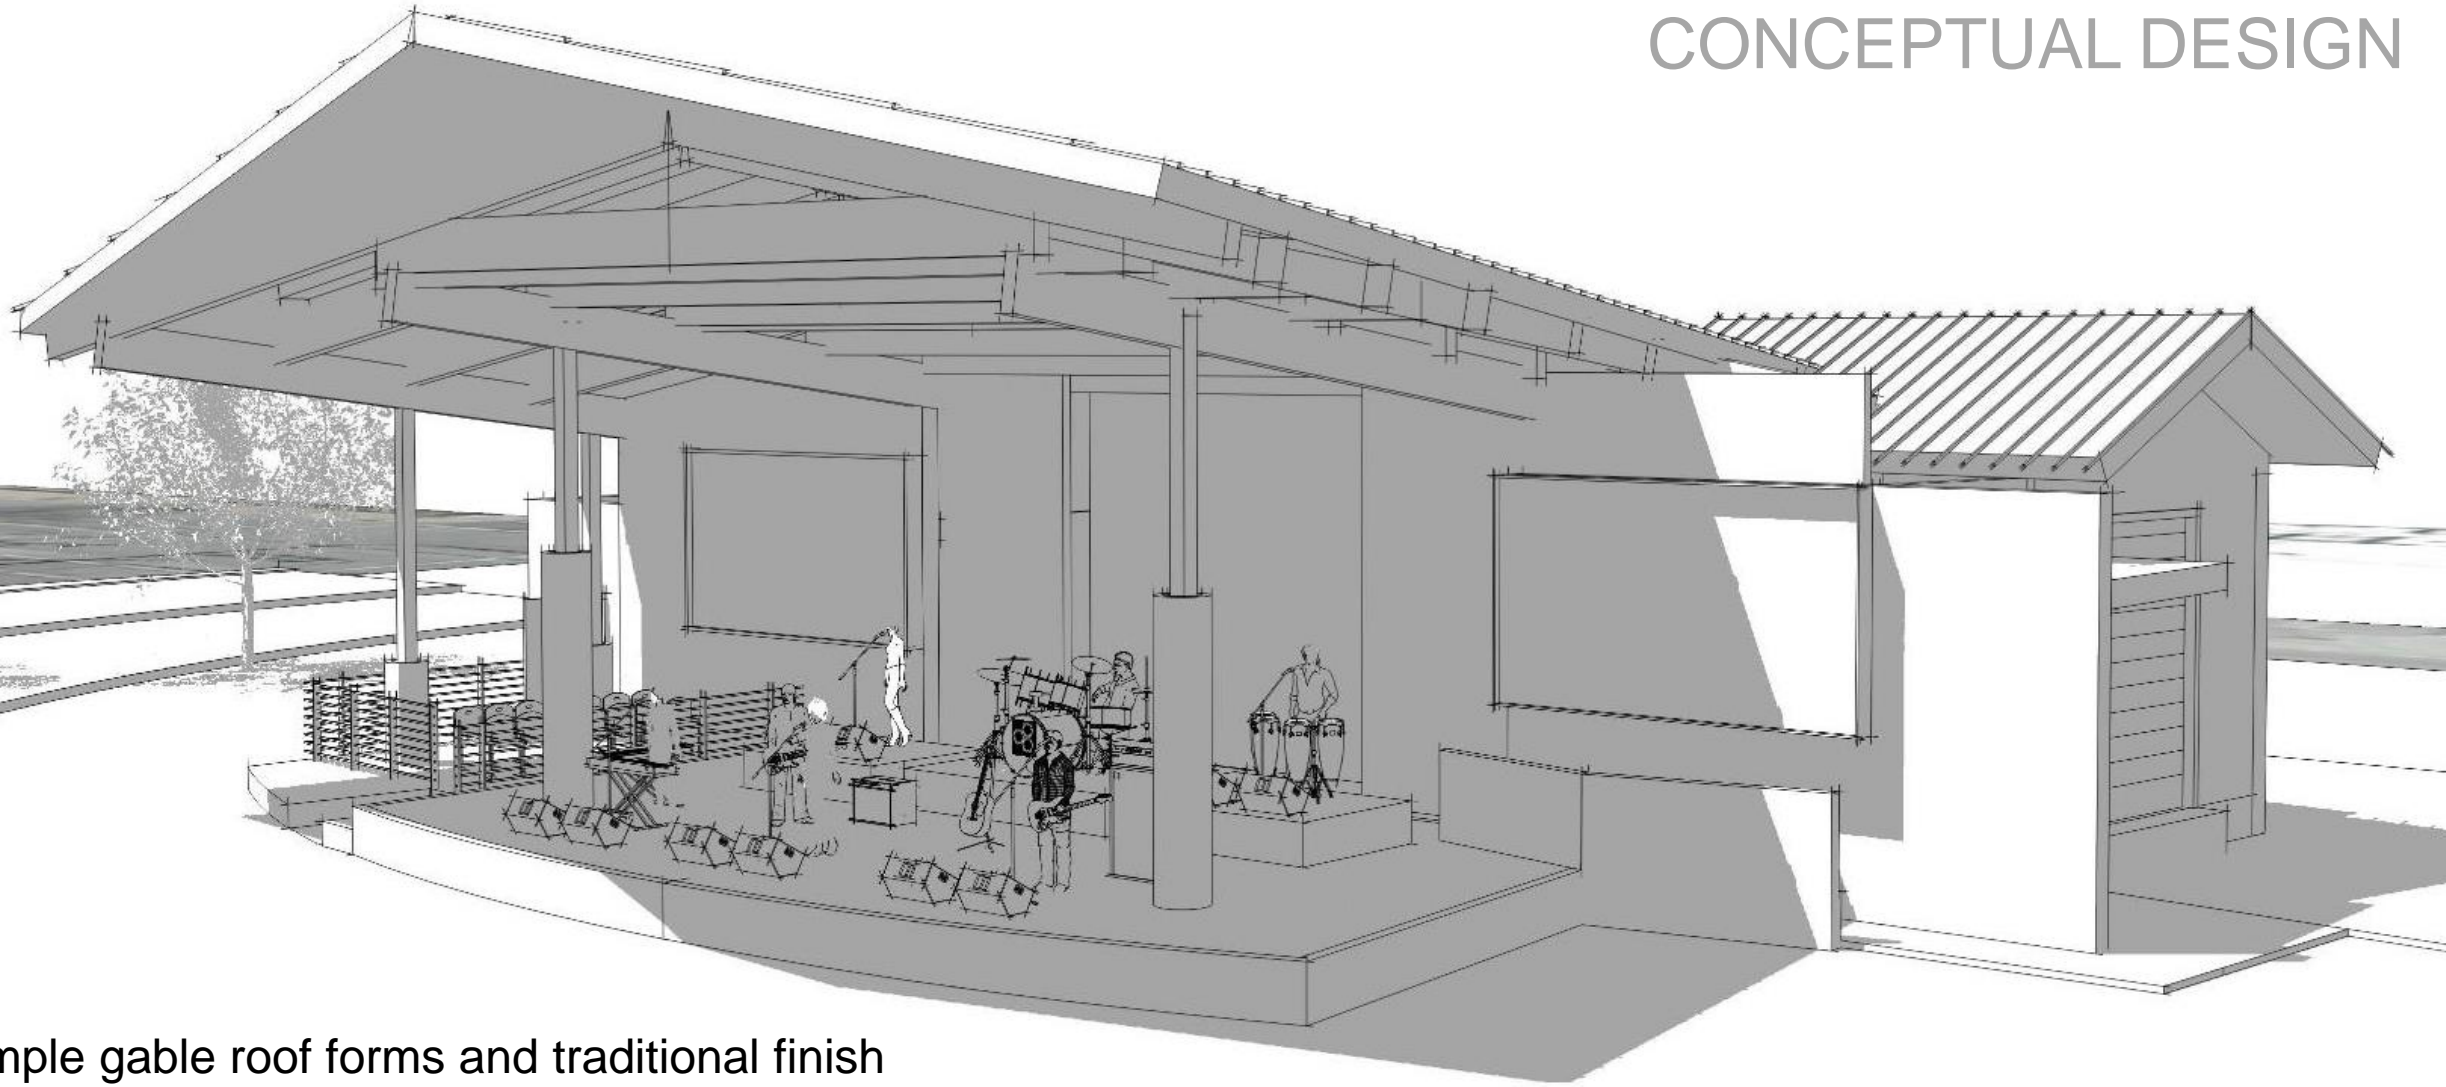 CONCEPTUAL DESIGN
mple gable roof forms and traditional finish